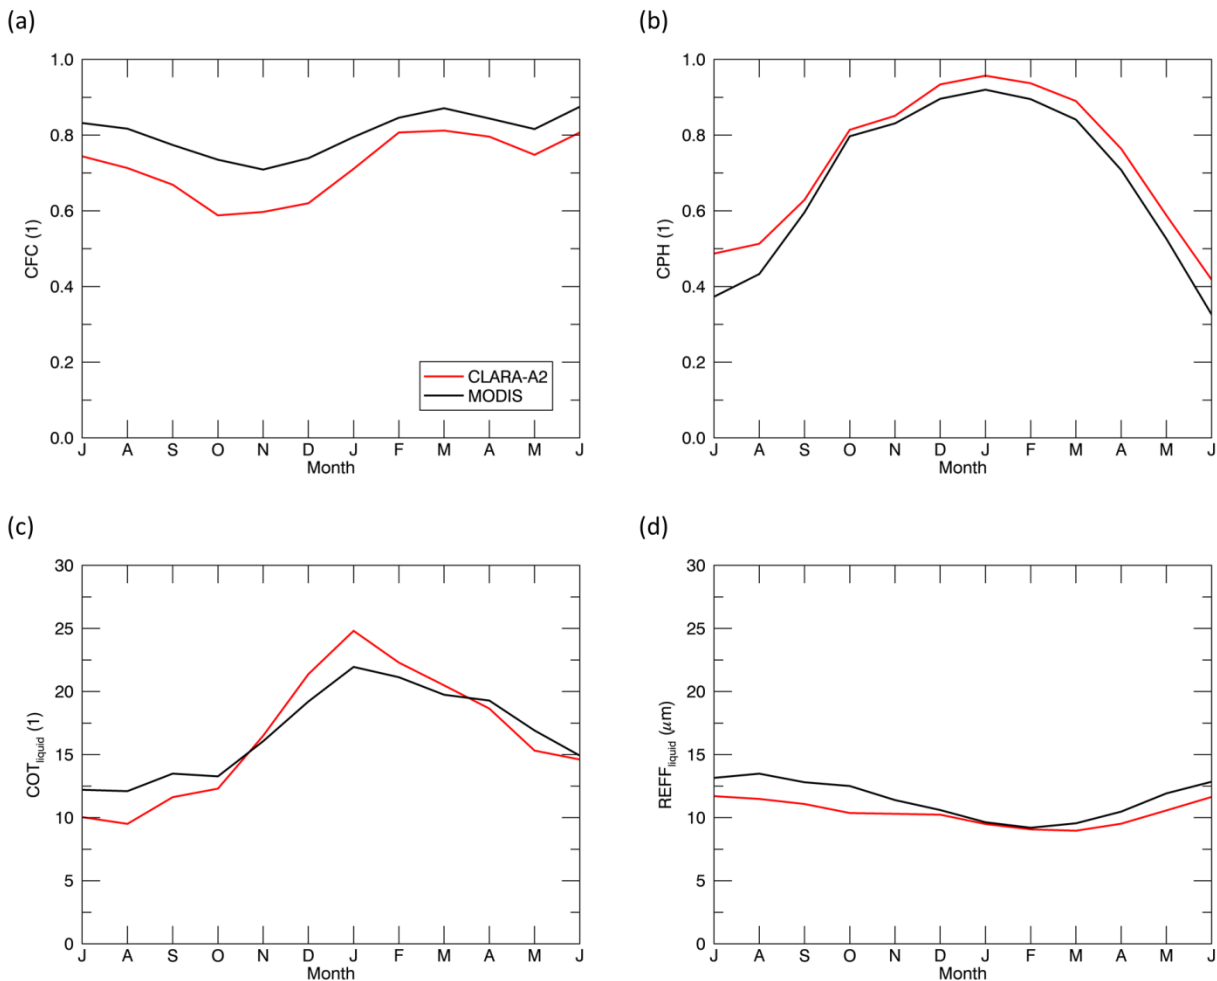 (a)
(b)
1.0
0.8
0.6
0.4
0.2
0.0
CFC (1)
CLARA-A2
MODIS
J A S O N D J F M A M J
Month
1.0
0.8
0.6
0.4
0.2
0.0
CPH (1)
J A S O N D J F M A M J
Month
(c)
(d)
30
25
20
15
10
5
0
COTliquid (1)
J A S O N D J F M A M J
Month
30
25
20
15
10
5
0
REFFliquid (μm)
J A S O N D J F M A M J
Month